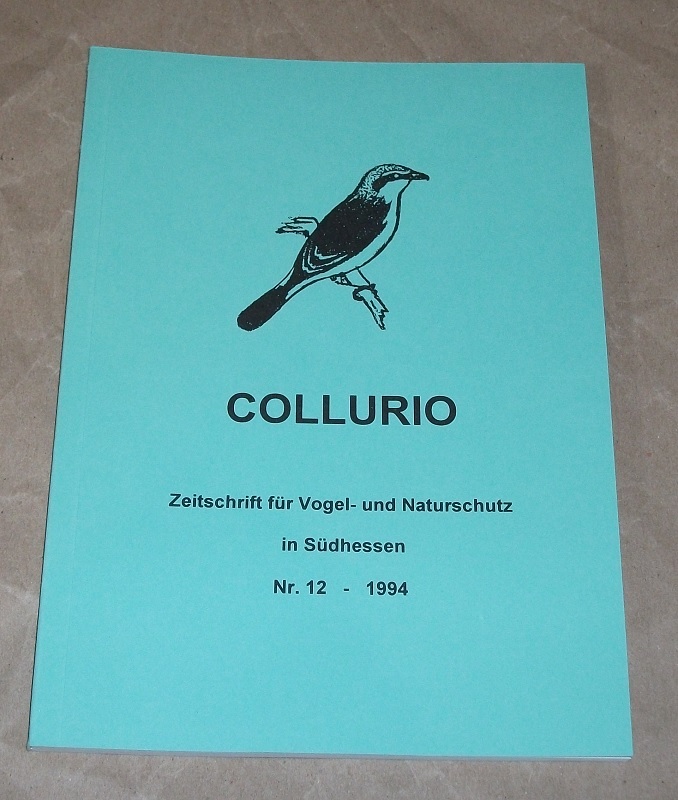 COLLURIO
Zeitschrift für Vogel- und Naturschutz
in Südhessen
Nr. 12 - 1994